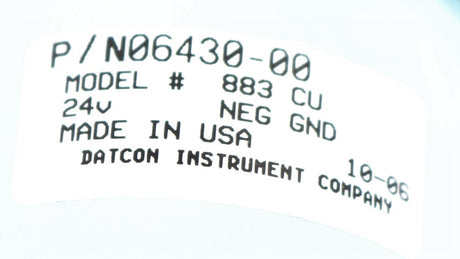 P/N06430-00
MODEL # 883 CU
24v NEG GND
MADE IN USA
10-06
DATCON INSTRUMENT COMPANY